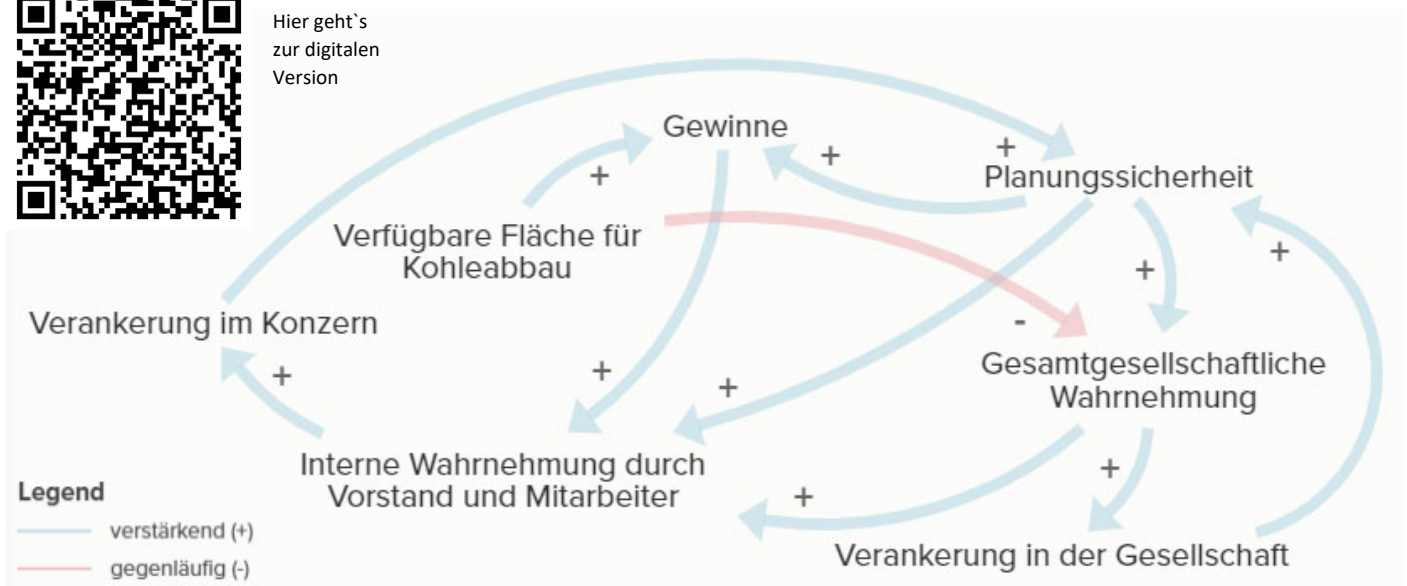 Hier geht`s
zur digitalen
Version
Gewinne
+
+
+
Planungssicherheit
Verfügbare Fläche für
Kohleabbau
+
+
Verankerung im Konzern
-
Gesamtgesellschaftliche
Wahrnehmung
+
+
+
Interne Wahrnehmung durch
Vorstand und Mitarbeiter
+
+
Legend
verstärkend (+)
gegenläufig (-)
Verankerung in der Gesellschaft